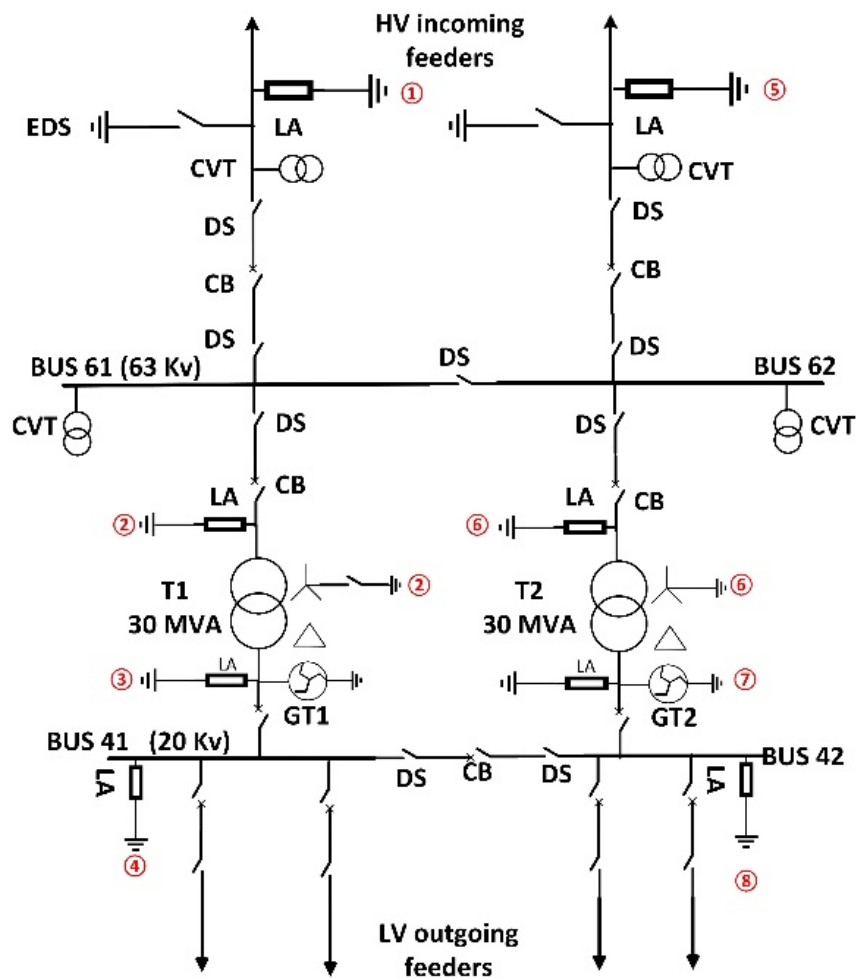 HV incoming
feeders
①
⑤
EDS
LA
LA
CVT
CVT
DS
DS
CB
CB
DS
DS
BUS 61 (63 Kv)
DS
BUS 62
CVT
DS
DS
CVT
LA
CB
LA
CB
②
⑥
T1
30 MVA
②
T2
30 MVA
⑥
③
LA
GT1
LA
⑦
GT2
BUS 41 (20 Kv)
DS
CB
DS
BUS 42
LA
LA
④
⑧
LV outgoing
feeders